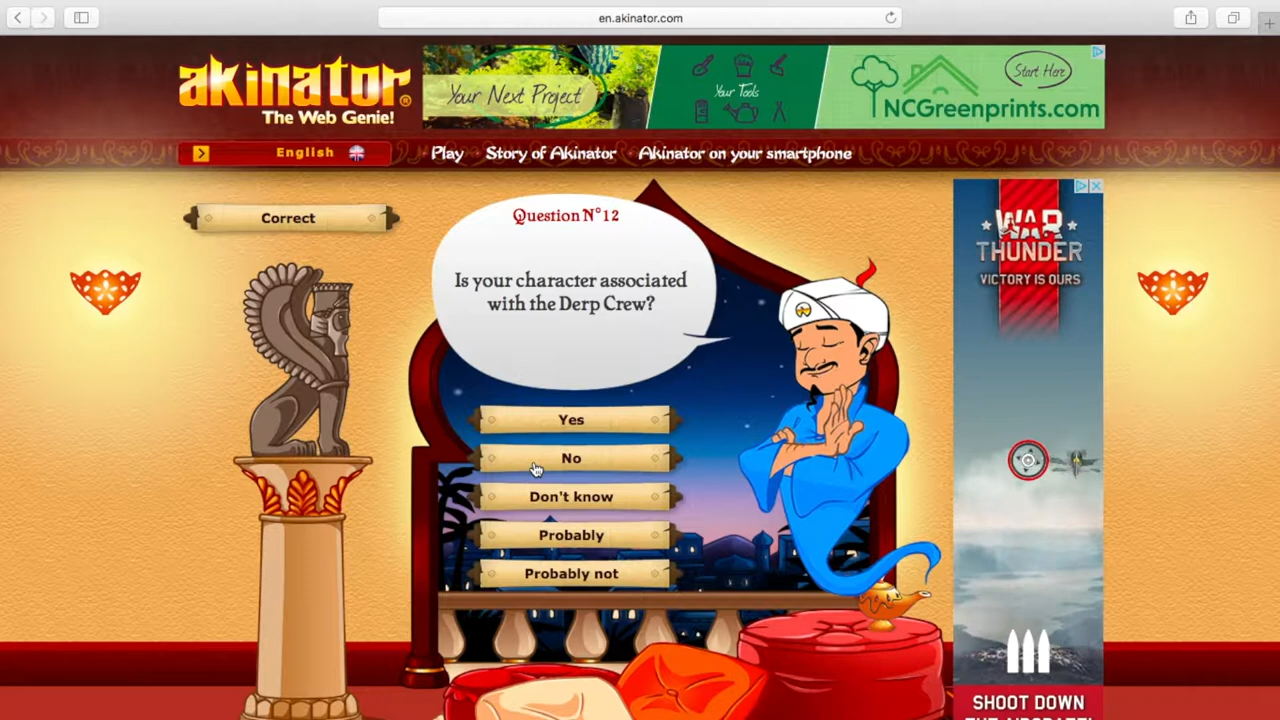 en.akinator.com
akinator®
The Web Genie!
Your Next Project
Your Tools
Start Here
NCGreenprints.com
English
Play
Story of Akinator
Akinator on your smartphone
Correct
Question N°12
Is your character associated
with the Derp Crew?
Yes
No
Don't know
Probably
Probably not
WAR
THUNDER
VICTORY IS OURS
SHOOT DOWN